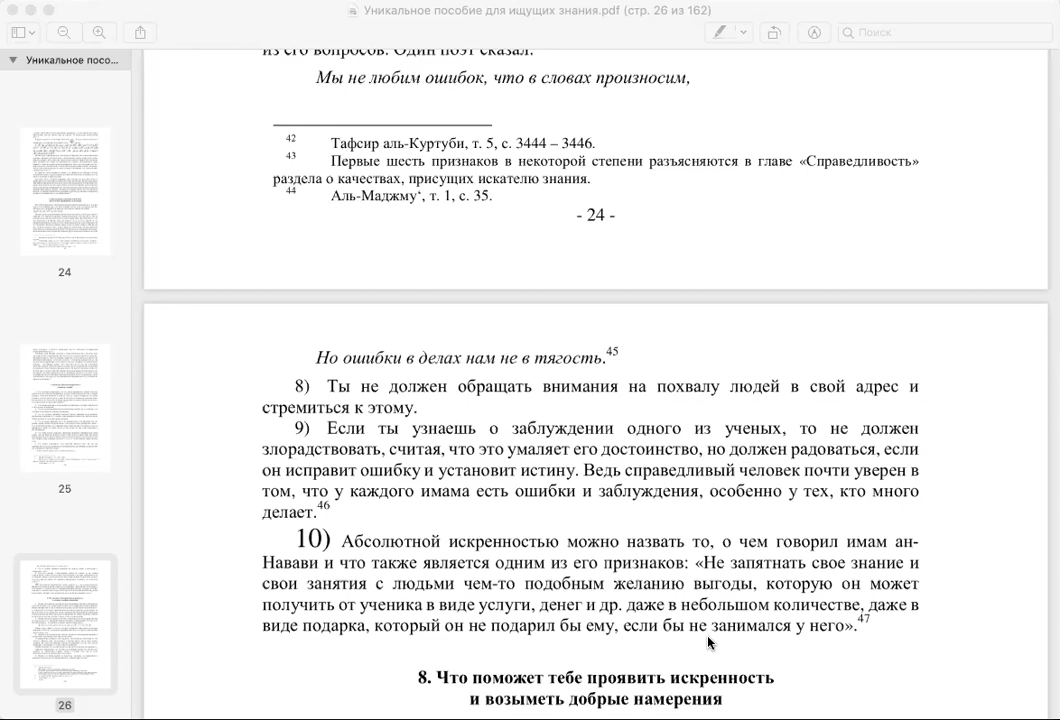 Уникальное пособие для ищущих знания.pdf (стр. 26 из 162)
Поиск
Уникальное посо...
24
25
26
из его вопросов. Один поэт сказал:
Мы не любим ошибок, что в словах произносим,
42 Тафсир аль-Куртуби, т. 5, с. 3444 – 3446.
43 Первые шесть признаков в некоторой степени разъясняются в главе «Справедливость»
раздела о качествах, присущих искателю знания.
44 Аль-Маджму‘, т. 1, с. 35.
- 24 -
Но ошибки в делах нам не в тягость.45
8) Ты не должен обращать внимания на похвалу людей в свой адрес и
стремиться к этому.
9) Если ты узнаешь о заблуждении одного из ученых, то не должен
злорадствовать, считая, что это умаляет его достоинство, но должен радоваться, если
он исправит ошибку и установит истину. Ведь справедливый человек почти уверен в
том, что у каждого имама есть ошибки и заблуждения, особенно у тех, кто много
делает.46
10) Абсолютной искренностью можно назвать то, о чем говорил имам ан-
Навави и что также является одним из его признаков: «Не запятнать свое знание и
свои занятия с людьми чем-то подобным желанию выгоды, которую он может
получить от ученика в виде услуги, денег и др. даже в небольшом количестве, даже в
виде подарка, который он не подарил бы ему, если бы не занимался у него».47
8. Что поможет тебе проявить искренность
и возыметь добрые намерения